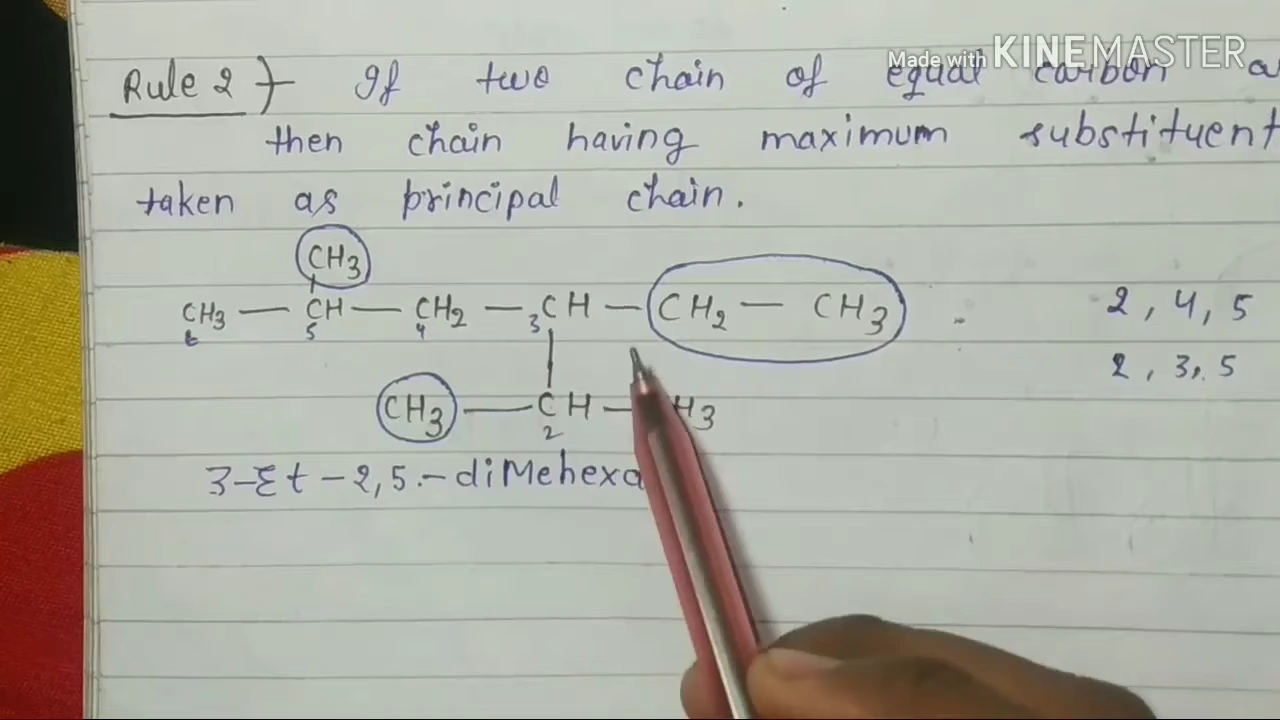 Made with KINEMASTER
Rule 2 )- If two chain of equal carbon
then chain having maximum substituent
taken as principal chain.
CH3
CH3 — CH — CH2 — CH — CH2 — CH3
6 5 4 3
2, 4, 5
2, 3, 5
CH3 — CH — H3
2
3-Et-2,5-diMehexa